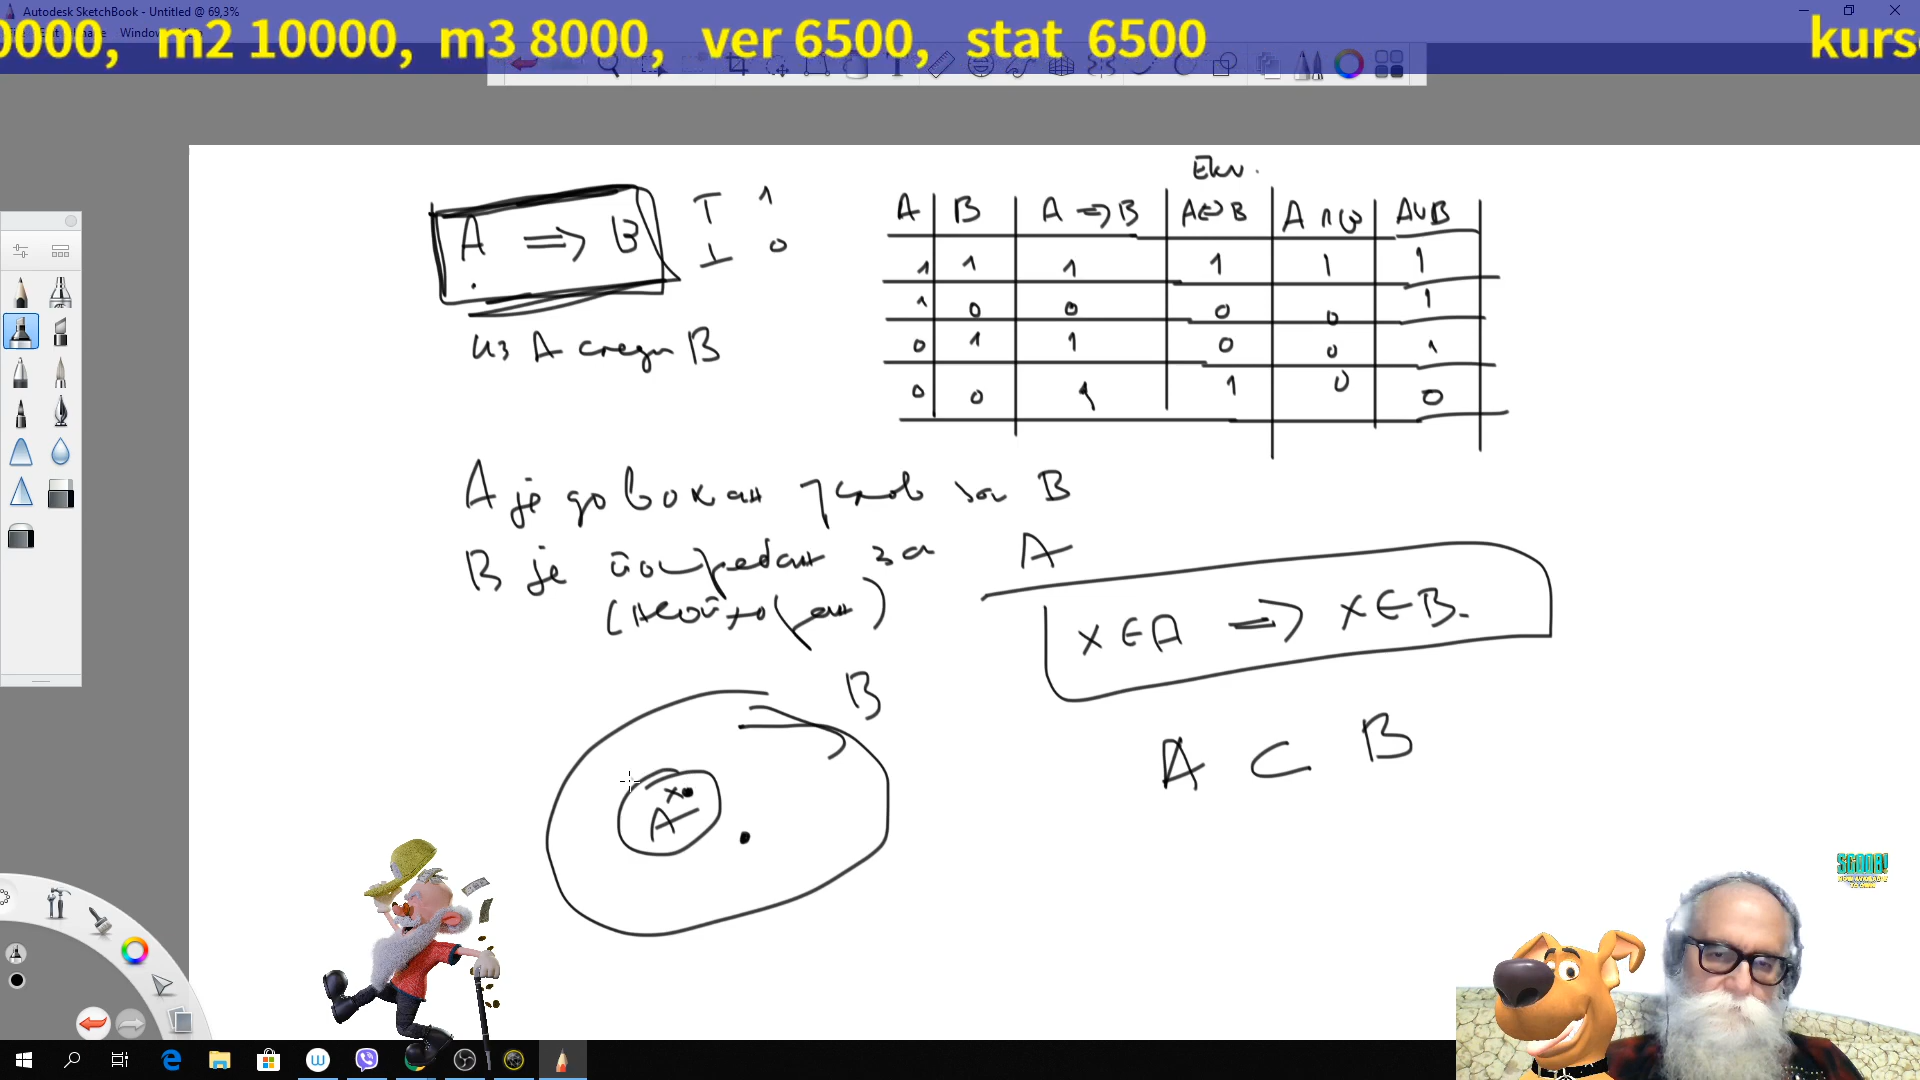 Autodesk SketchBook - Untitled @ 69,3%
0000, m2 10000, m3 8000, ver 6500, stat 6500
kurs
A ⇒ B
⊤ 1
⊥ 0
из A следи B
Екв.
A B A ⇒ B A⇔B A ∧ B A∨B
1 1 1 1 1 1
1 0 0 0 0 1
0 1 1 0 0 1
0 0 1 1 0 0
A је довољан услов за B
B је потребан за A
(неопходан)
x ∈ A ⇒ x ∈ B.
A ⊂ B
B
x
A
SCOOB!